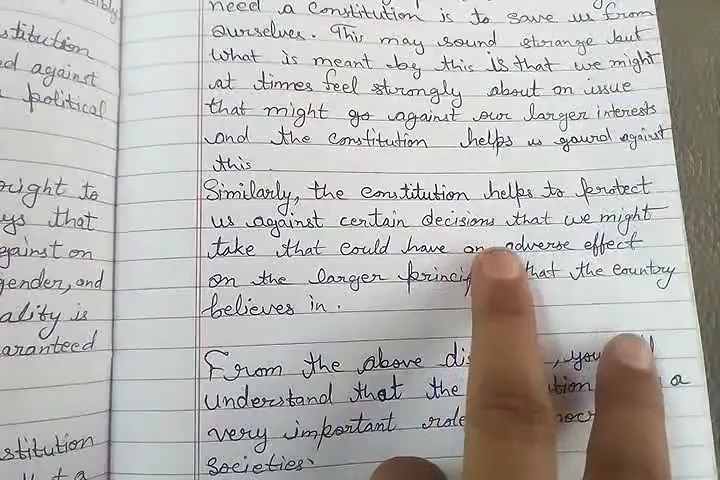 stitution
ed against
political
right to
ys that
gainst on
gender, and
ality is
aranteed
stitution
need a constitution is to save us from
ourselves. This may sound strange but
what is meant by this is that we might
at times feel strongly about an issue
that might go against our larger interests
and the constitution helps us gaurd against
this.
Similarly, the constitution helps to protect
us against certain decisions that we might
take that could have an adverse effect
on the larger that the country
believes in.
From the above
understand that the a
very important role
societies.